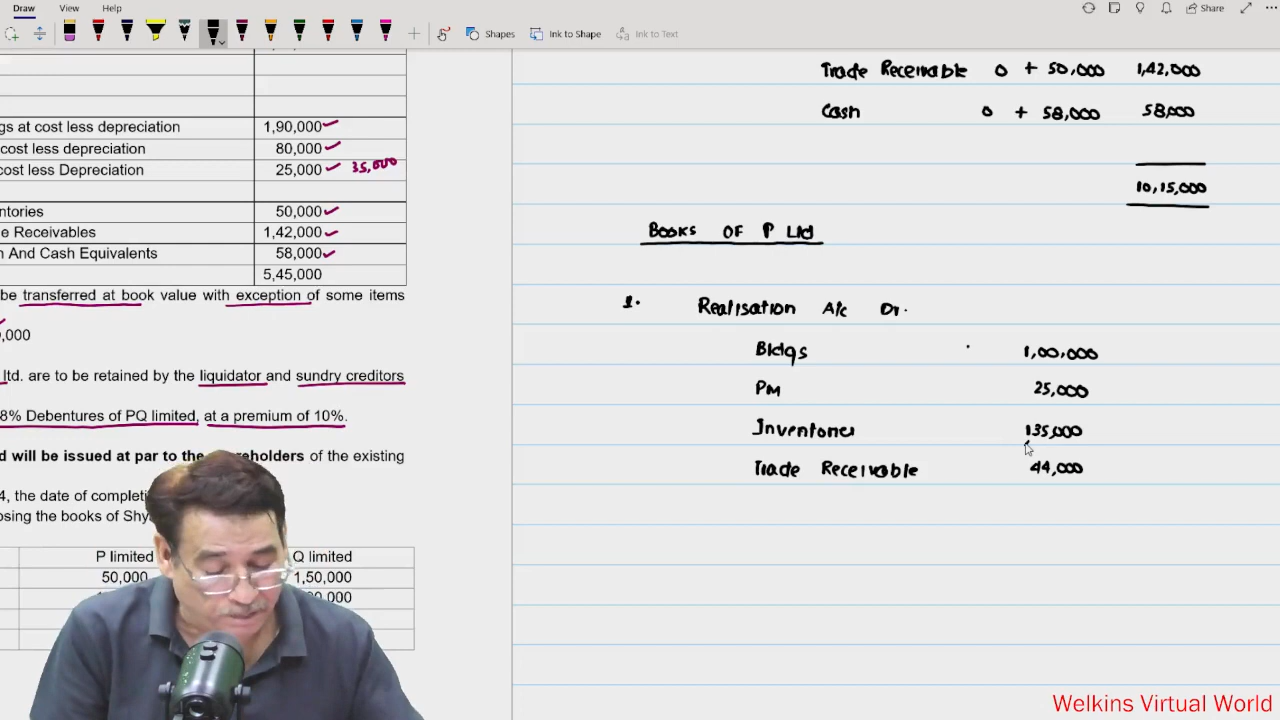 Draw View Help
Shapes Ink to Shape Ink to Text Share
gs at cost less depreciation 1,90,000
cost less depreciation 80,000
cost less Depreciation 25,000 35,000
ntories 50,000
e Receivables 1,42,000
h And Cash Equivalents 58,000
5,45,000
be transferred at book value with exception of some items
,000
ltd. are to be retained by the liquidator and sundry creditors
8% Debentures of PQ limited, at a premium of 10%.
d will be issued at par to the shareholders of the existing
4, the date of completi
osing the books of Shy
P limited Q limited
50,000 1,50,000
Trade Receivable 0 + 50,000 1,42,000
Cash 0 + 58,000 58,000
10,15,000
Books OF P Ltd
1. Realisation A/c Dr.
Bldgs 1,00,000
PM 25,000
Inventories 135,000
Trade Receivable 44,000
Welkins Virtual World